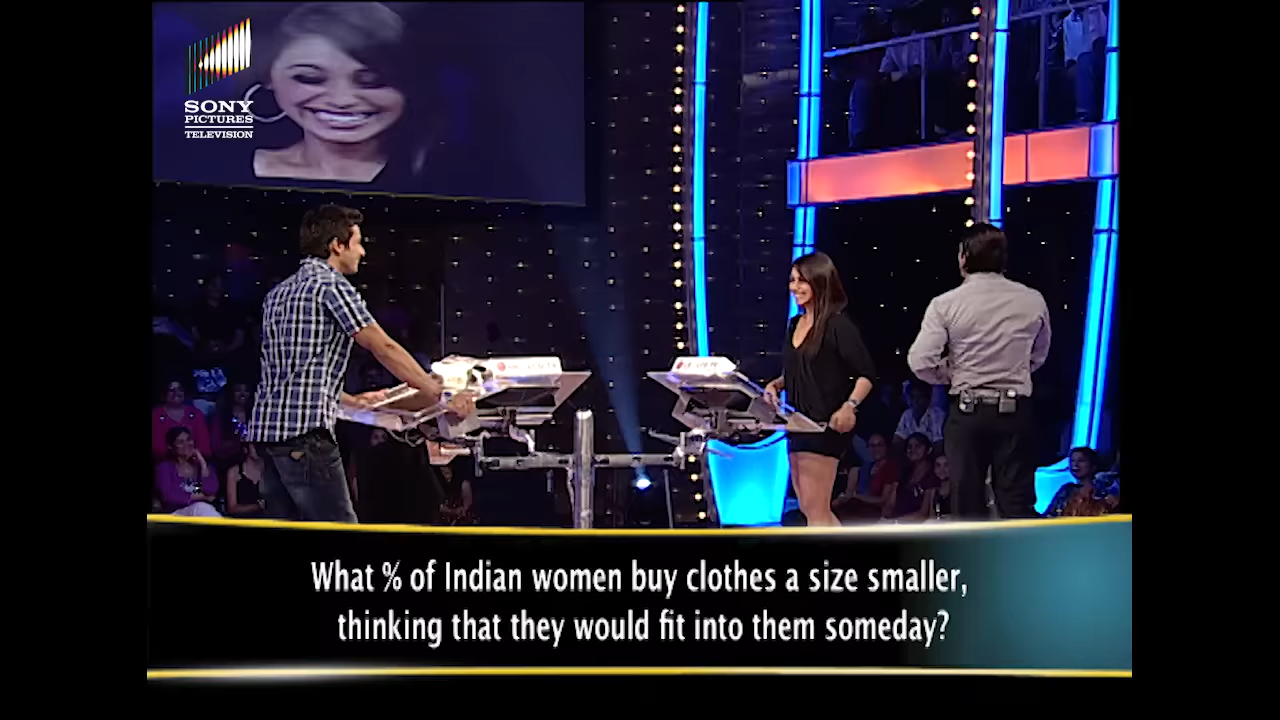 SONY
PICTURES
TELEVISION
What % of Indian women buy clothes a size smaller,
thinking that they would fit into them someday?